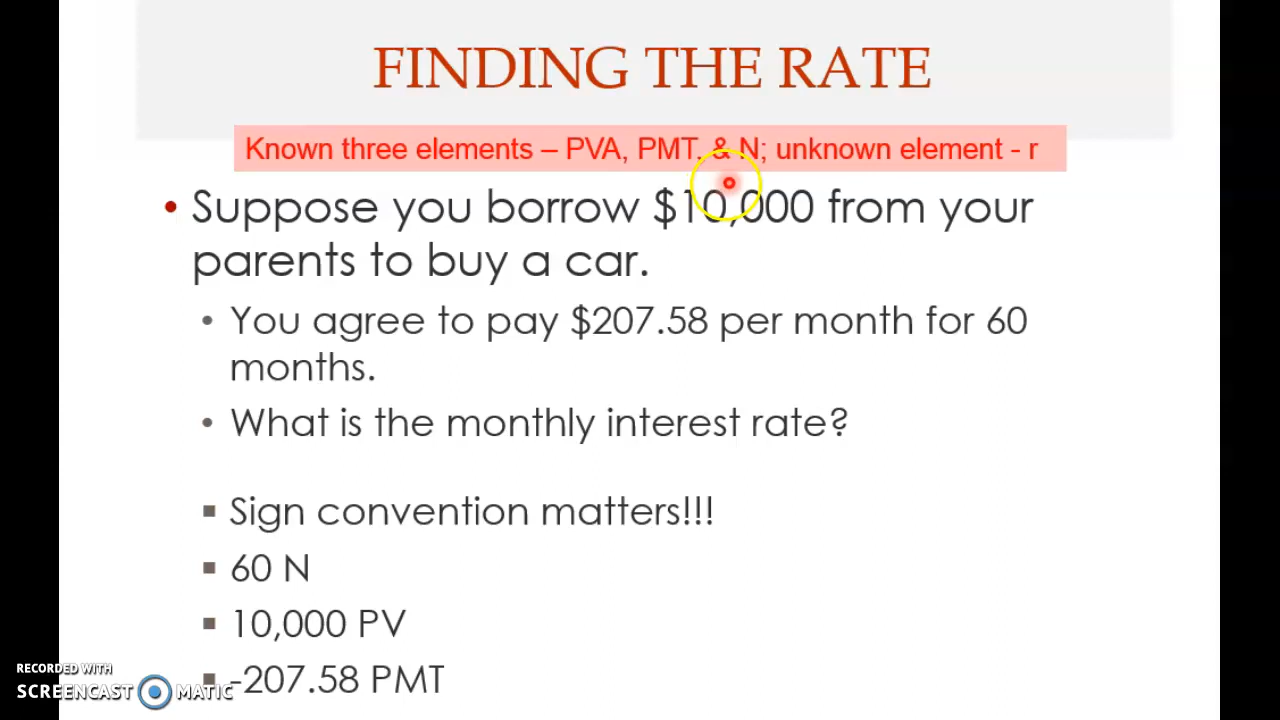 FINDING THE RATE
Known three elements – PVA, PMT, & N; unknown element - r
• Suppose you borrow $10,000 from your
parents to buy a car.
• You agree to pay $207.58 per month for 60
months.
• What is the monthly interest rate?
▪ Sign convention matters!!!
▪ 60 N
▪ 10,000 PV
▪ -207.58 PMT
RECORDED WITH
SCREENCAST MATIC